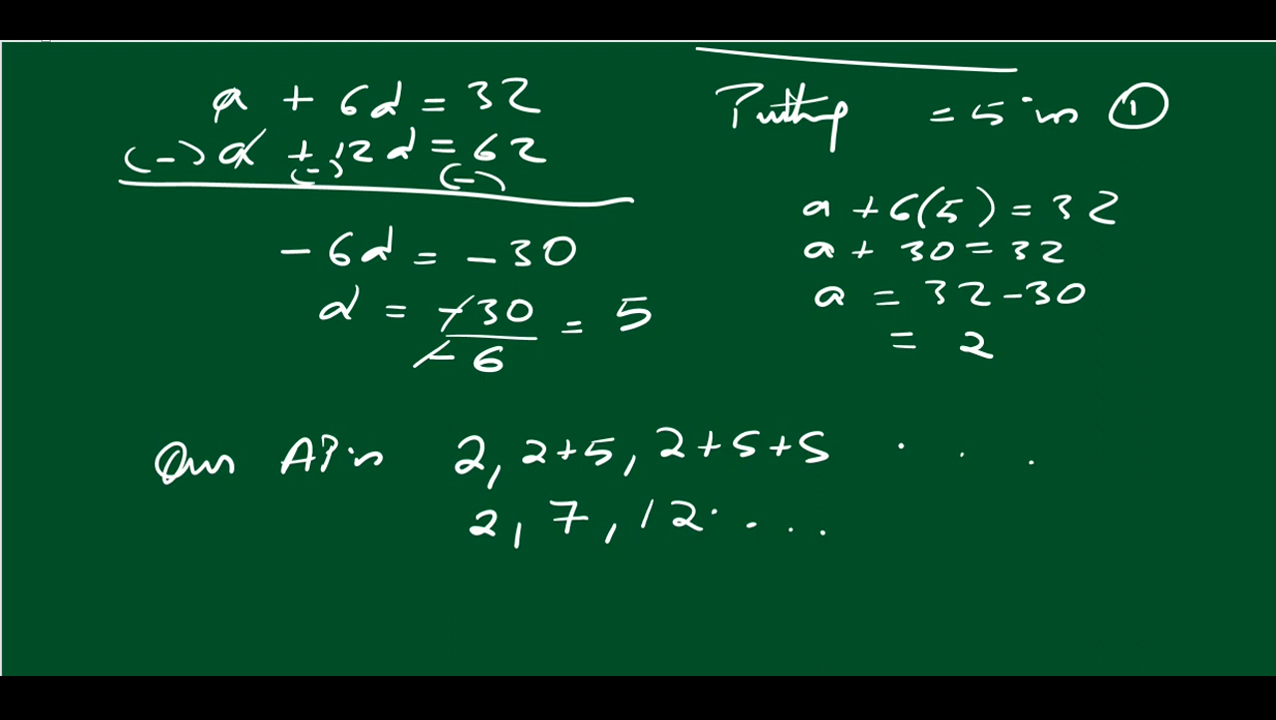 a + 6d = 32
(-) a + 12d = 62
(-) (-)
- 6d = - 30
d = -30/-6 = 5
Putting = 5 in ①
a + 6(5) = 32
a + 30 = 32
a = 32 - 30
= 2
Our AP is 2, 2+5, 2+5+5 . . .
2, 7, 12 . . . .